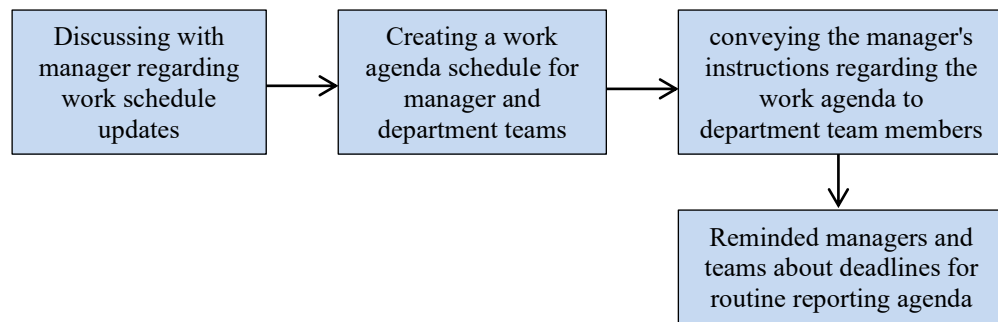 Discussing with
manager regarding
work schedule
updates
Creating a work
agenda schedule for
manager and
department teams
conveying the manager's
instructions regarding the
work agenda to
department team members
Reminded managers and
teams about deadlines for
routine reporting agenda